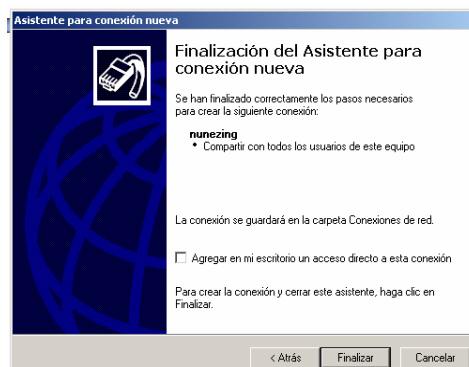 Asistente para conexión nueva
Finalización del Asistente para
conexión nueva
Se han finalizado correctamente los pasos necesarios
para crear la siguiente conexión:
nunezing
• Compartir con todos los usuarios de este equipo
La conexión se guardará en la carpeta Conexiones de red.
Agregar en mi escritorio un acceso directo a esta conexión
Para crear la conexión y cerrar este asistente, haga clic en
Finalizar.
< Atrás Finalizar Cancelar